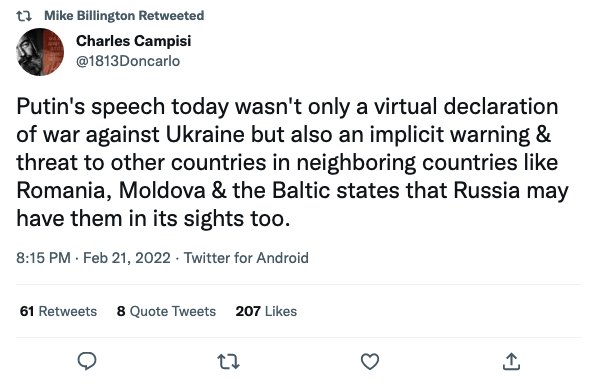 Mike Billington Retweeted
Charles Campisi
@1813Doncarlo
Putin's speech today wasn't only a virtual declaration
of war against Ukraine but also an implicit warning &
threat to other countries in neighboring countries like
Romania, Moldova & the Baltic states that Russia may
have them in its sights too.
8:15 PM · Feb 21, 2022 · Twitter for Android
61 Retweets 8 Quote Tweets 207 Likes